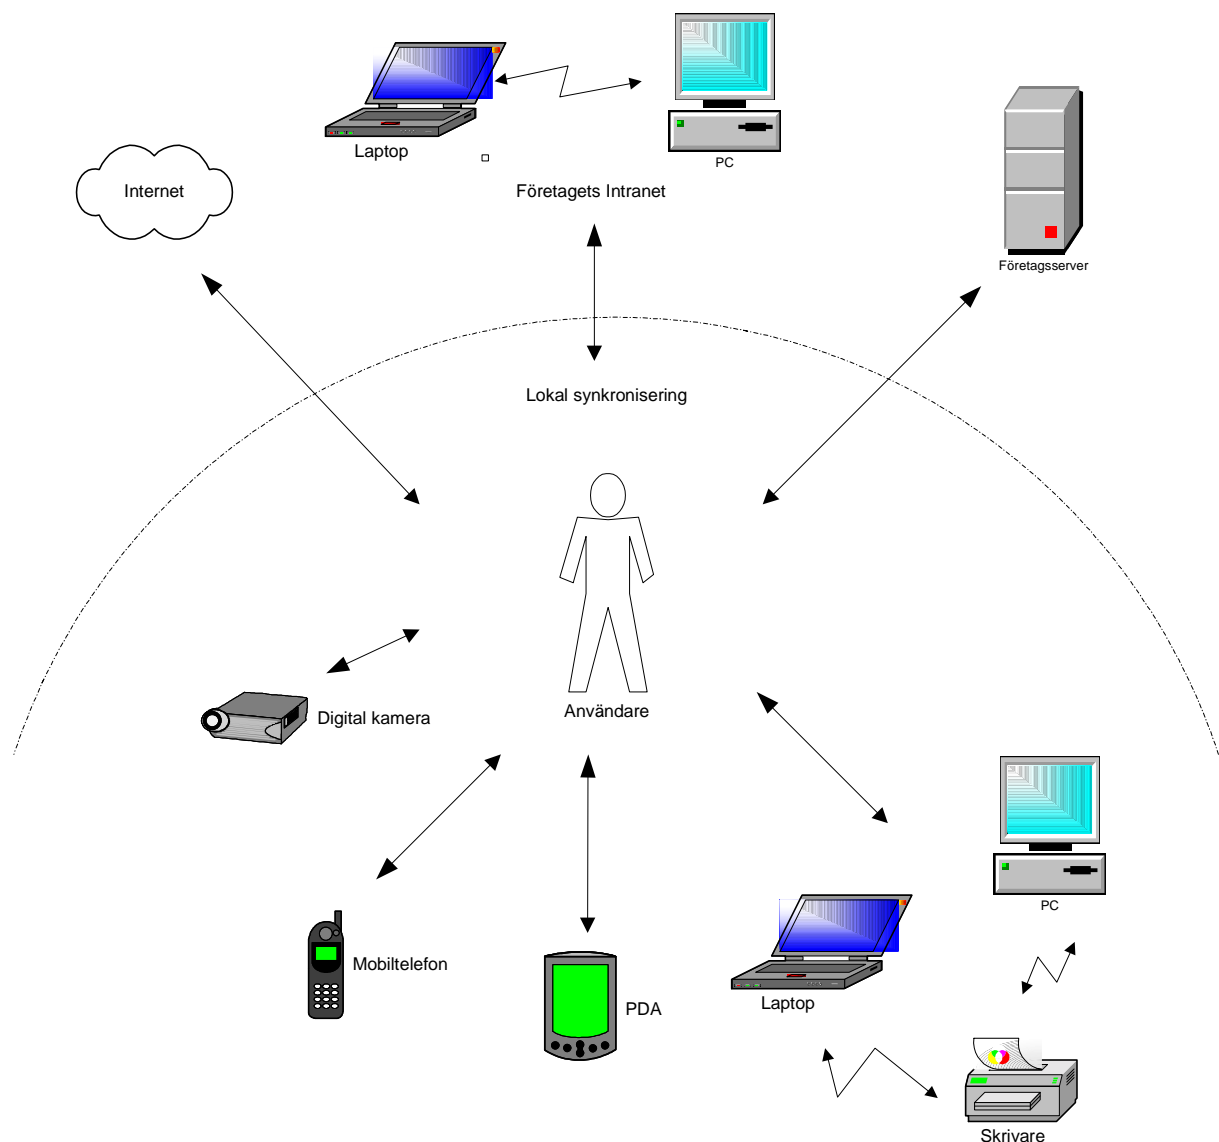 Laptop
PC
Internet
Företagets Intranet
Företagsserver
Lokal synkronisering
Användare
Digital kamera
PC
Mobiltelefon
Laptop
PDA
Skrivare